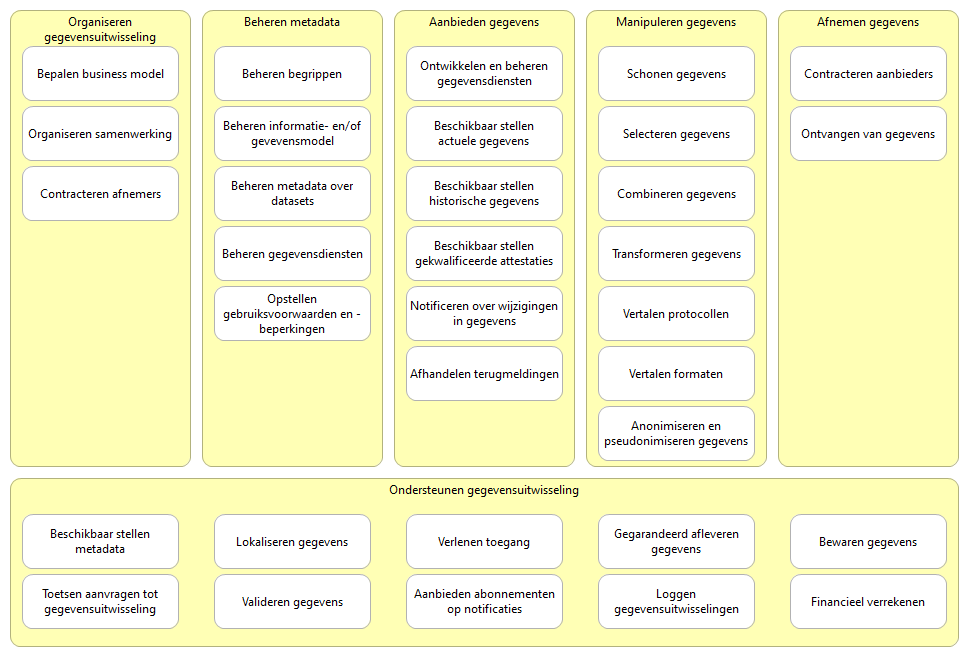 Organiseren
gegevensuitwisseling
Bepalen business model
Organiseren samenwerking
Contracteren afnemers
Beheren metadata
Beheren begrippen
Beheren informatie- en/of
gevevensmodel
Beheren metadata over
datasets
Beheren gegevensdiensten
Opstellen
gebruiksvoorwaarden en -
beperkingen
Aanbieden gegevens
Ontwikkelen en beheren
gegevensdiensten
Beschikbaar stellen
actuele gegevens
Beschikbaar stellen
historische gegevens
Beschikbaar stellen
gekwalificeerde attestaties
Notificeren over wijzigingen
in gegevens
Afhandelen terugmeldingen
Manipuleren gegevens
Schonen gegevens
Selecteren gegevens
Combineren gegevens
Transformeren gegevens
Vertalen protocollen
Vertalen formaten
Anonimiseren en
pseudonimiseren gegevens
Afnemen gegevens
Contracteren aanbieders
Ontvangen van gegevens
Ondersteunen gegevensuitwisseling
Beschikbaar stellen
metadata
Lokaliseren gegevens
Verlenen toegang
Gegarandeerd afleveren
gegevens
Bewaren gegevens
Toetsen aanvragen tot
gegevensuitwisseling
Valideren gegevens
Aanbieden abonnementen
op notificaties
Loggen
gegevensuitwisselingen
Financieel verrekenen